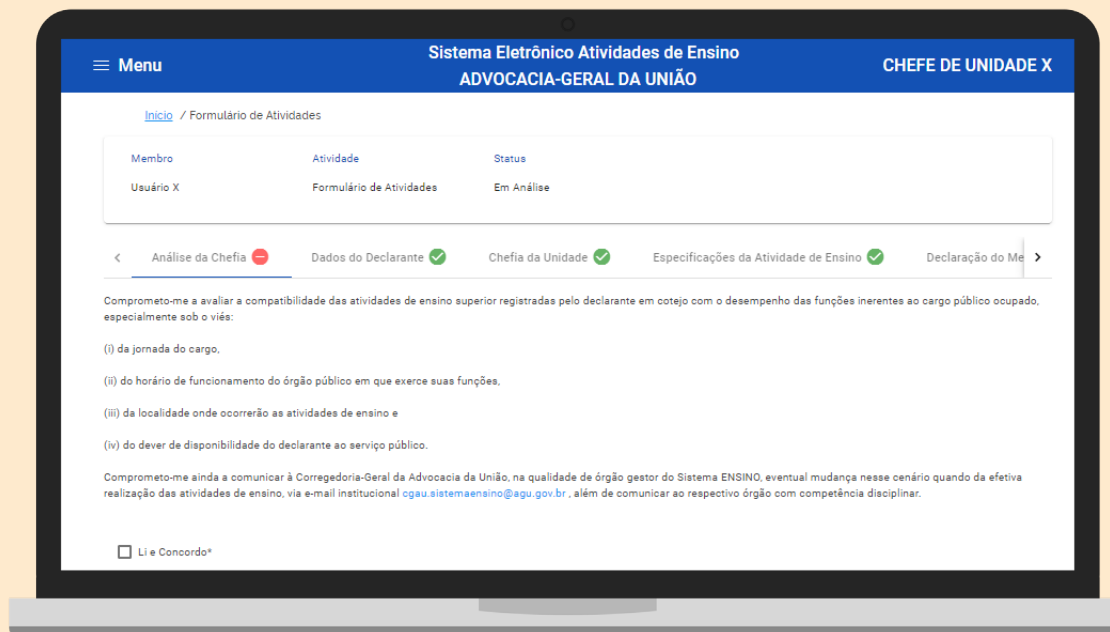 Menu
Sistema Eletrônico Atividades de Ensino
ADVOCACIA-GERAL DA UNIÃO
CHEFE DE UNIDADE X
Início / Formulário de Atividades
Membro Atividade Status
Usuário X Formulário de Atividades Em Análise
Análise da Chefia Dados do Declarante Chefia da Unidade Especificações da Atividade de Ensino Declaração do Me
Comprometo-me a avaliar a compatibilidade das atividades de ensino superior registradas pelo declarante em cotejo com o desempenho das funções inerentes ao cargo público ocupado,
especialmente sob o viés:
(i) da jornada do cargo,
(ii) do horário de funcionamento do órgão público em que exerce suas funções,
(iii) da localidade onde ocorrerão as atividades de ensino e
(iv) do dever de disponibilidade do declarante ao serviço público.
Comprometo-me ainda a comunicar à Corregedoria-Geral da Advocacia da União, na qualidade de órgão gestor do Sistema ENSINO, eventual mudança nesse cenário quando da efetiva
realização das atividades de ensino, via e-mail institucional cgau.sistemaensino@agu.gov.br , além de comunicar ao respectivo órgão com competência disciplinar.
Li e Concordo*